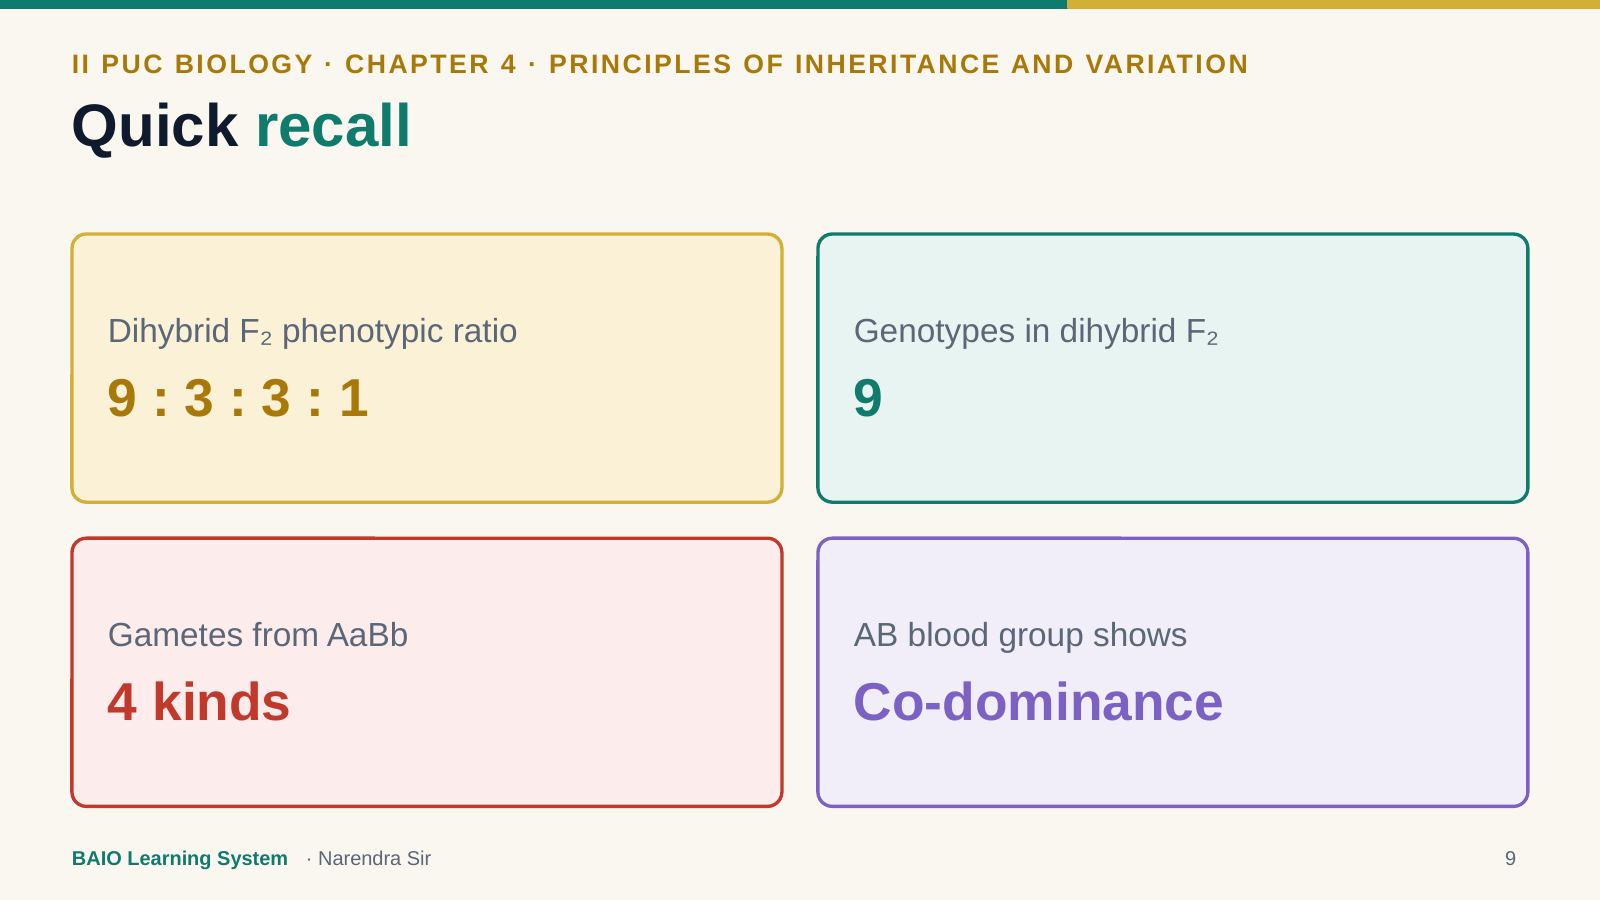 II PUC BIOLOGY · CHAPTER 4 · PRINCIPLES OF INHERITANCE AND VARIATION
Quick recall
Dihybrid F₂ phenotypic ratio
9 : 3 : 3 : 1
Genotypes in dihybrid F₂
9
Gametes from AaBb
4 kinds
AB blood group shows
Co-dominance
BAIO Learning System · Narendra Sir
9